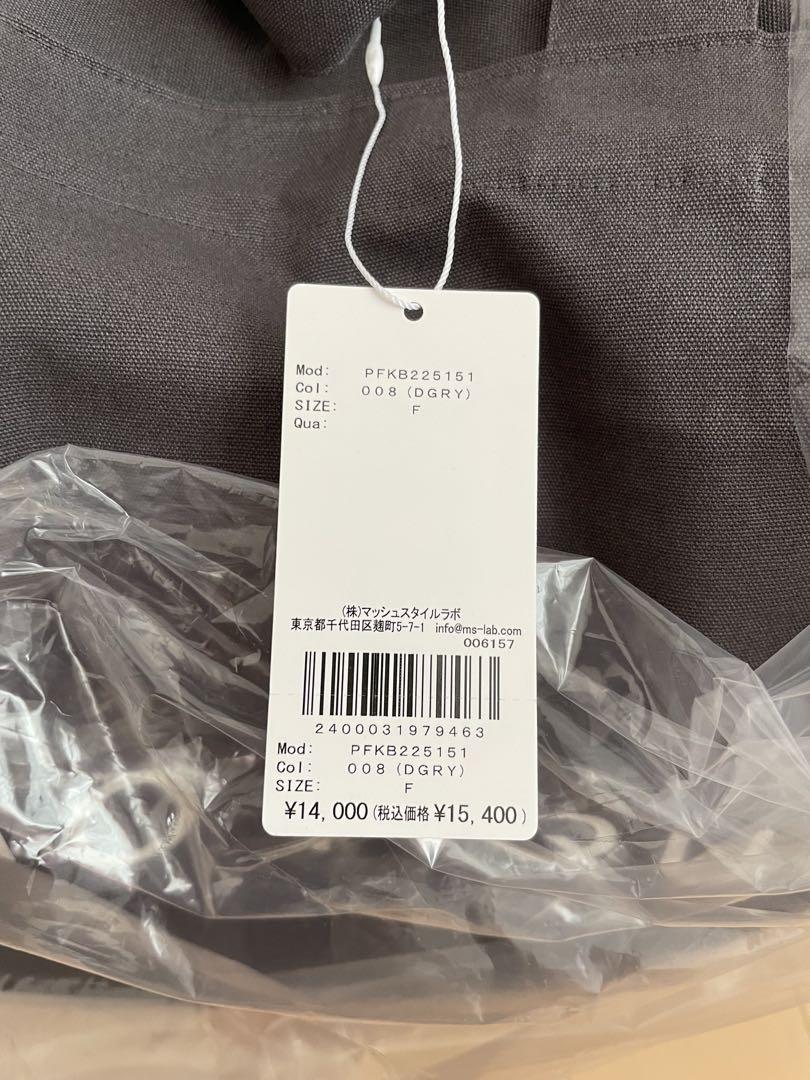 Mod: PFKB225151
Col: 008 (DGRY)
SIZE: F
Qua:
(株)マッシュスタイルラボ
東京都千代田区麹町5-7-1 info@ms-lab.com
006157
2400031979463
Mod: PFKB225151
Col: 008 (DGRY)
SIZE: F
¥14,000(税込価格 ¥15,400)